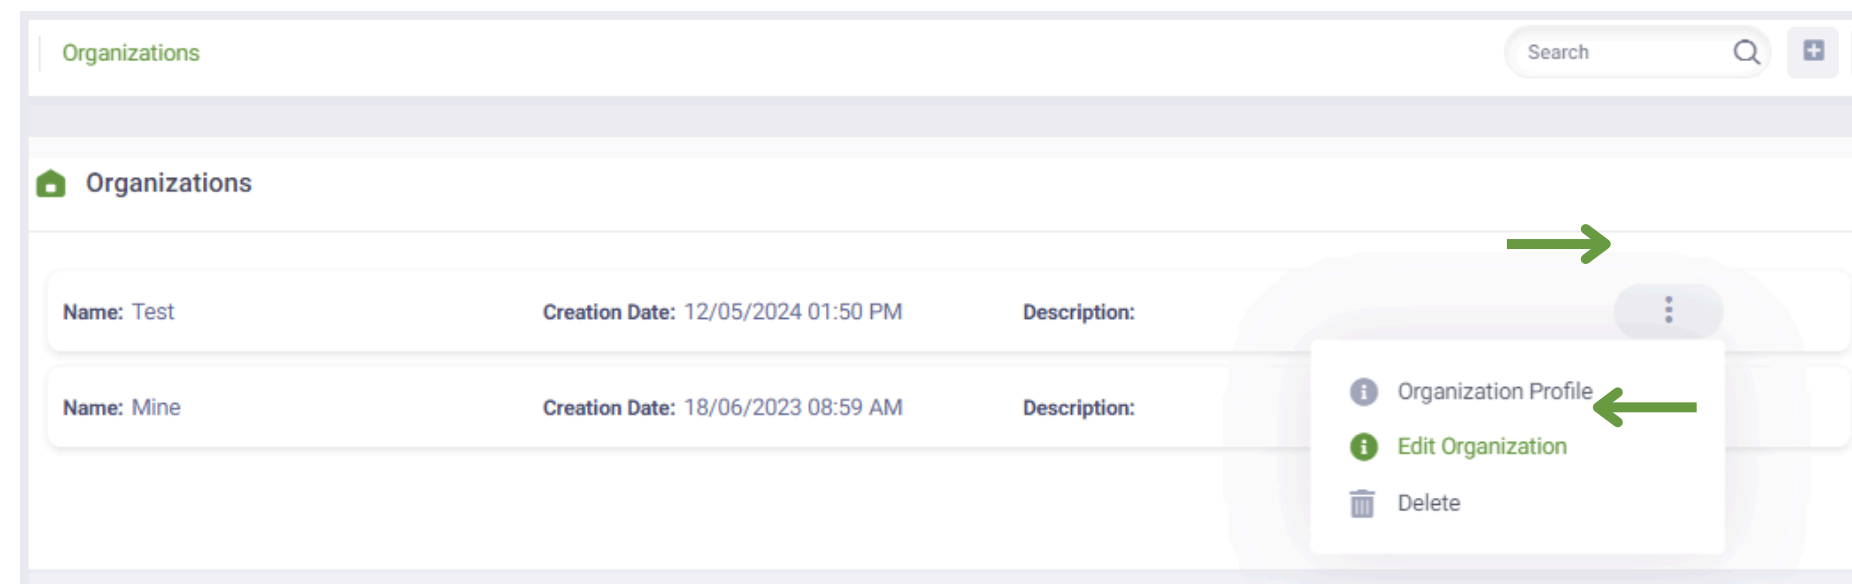 Organizations
Search
Organizations
Name: Test Creation Date: 12/05/2024 01:50 PM Description:
Name: Mine Creation Date: 18/06/2023 08:59 AM Description:
Organization Profile
Edit Organization
Delete